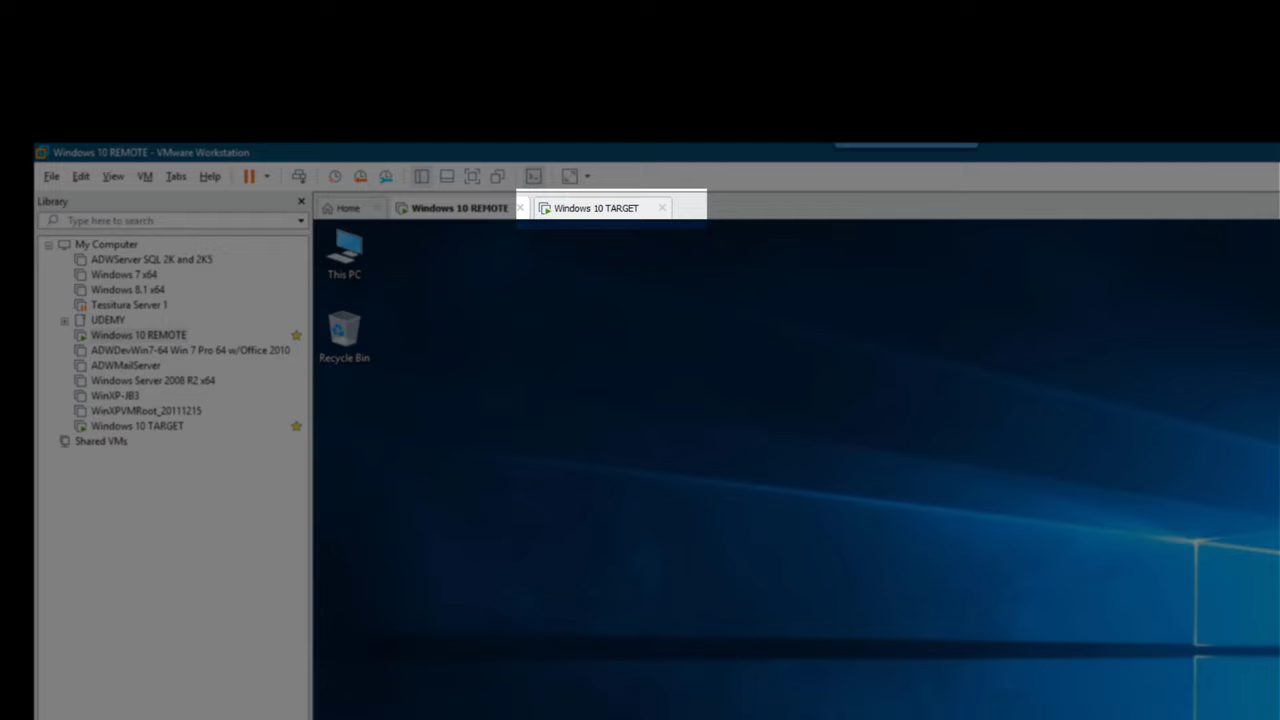 Windows 10 REMOTE - VMware Workstation
File Edit View VM Tabs Help
Library
Home
Windows 10 REMOTE
Windows 10 TARGET
Type here to search
My Computer
ADWServer SQL 2K and 2K5
Windows 7 x64
Windows 8.1 x64
Tessitura Server 1
UDEMY
Windows 10 REMOTE
ADWDevWin7-64 Win 7 Pro 64 w/Office 2010
ADWMailServer
Windows Server 2008 R2 x64
WinXP-JB3
WinXPVMRoot_20111215
Windows 10 TARGET
Shared VMs
This PC
Recycle Bin